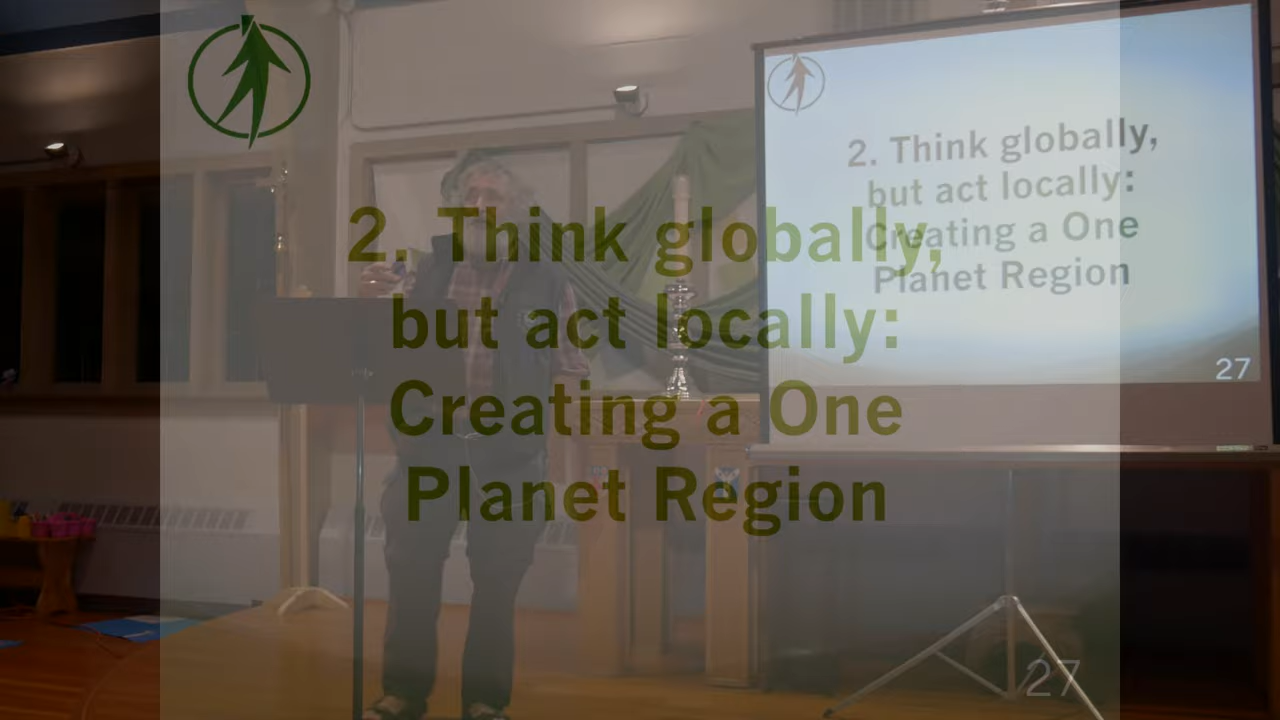 2. Think globally,
but act locally:
Creating a One
Planet Region
27
2. Think globally,
but act locally:
Creating a One
Planet Region
27